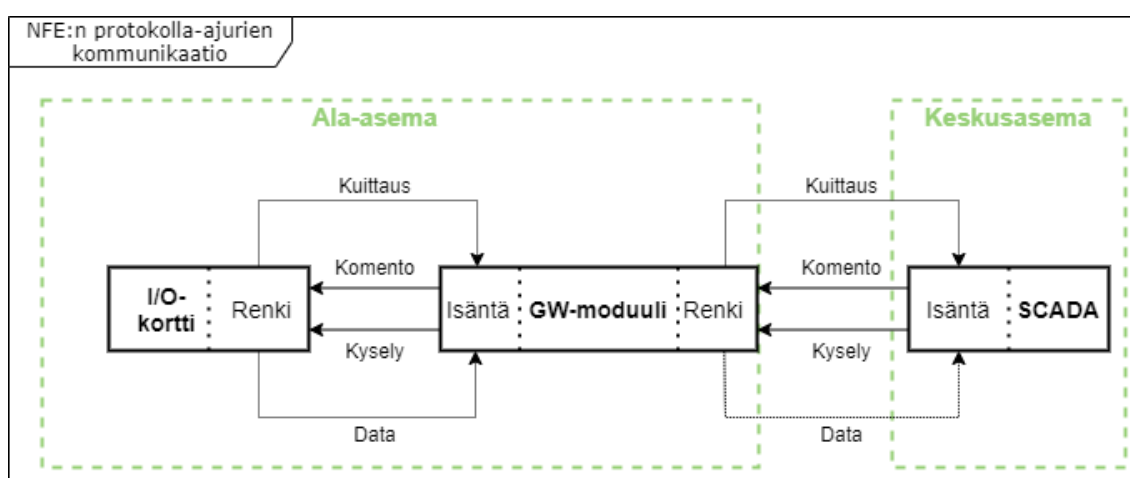 NFE:n protokolla-ajurien
kommunikaatio
Ala-asema
Keskusasema
Kuittaus
Kuittaus
Komento
Komento
I/O-
kortti
Renki
Isäntä
GW-moduuli
Renki
Isäntä
SCADA
Kysely
Kysely
Data
Data